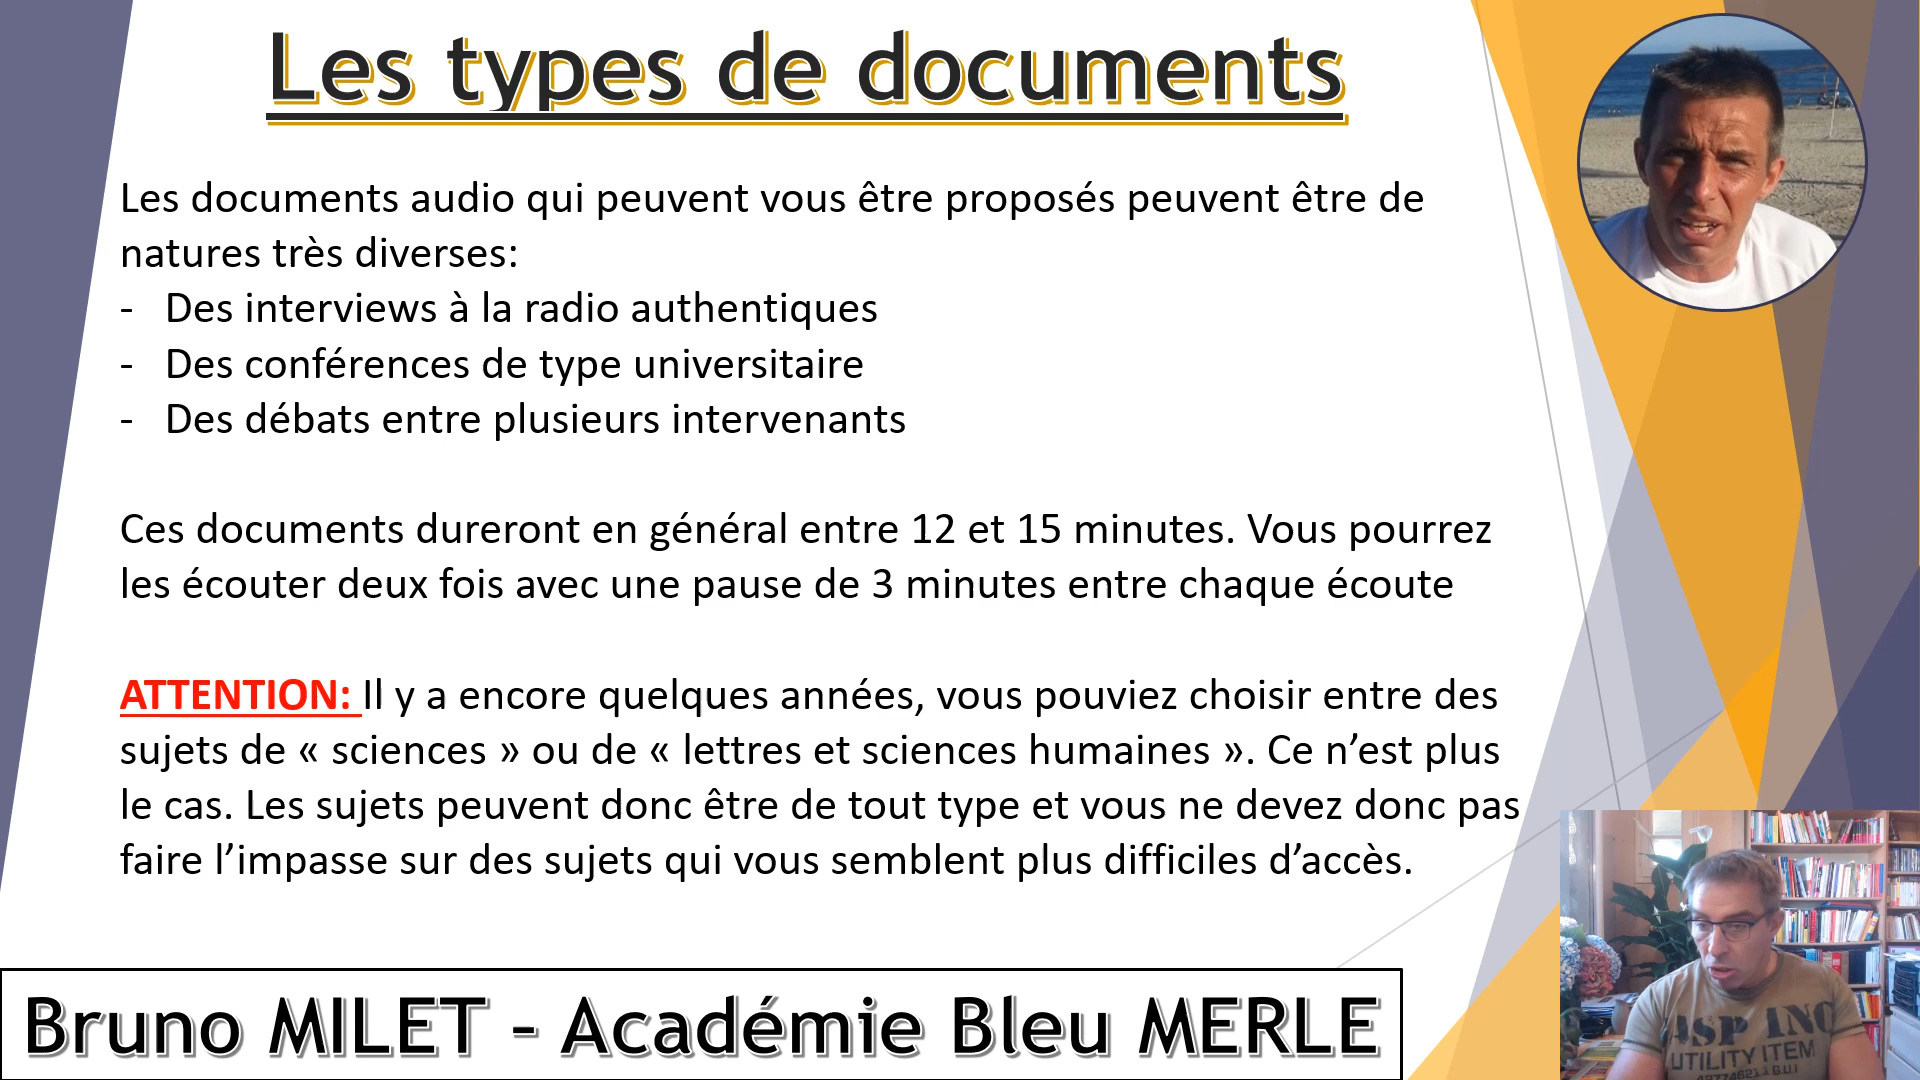 Les types de documents
Les documents audio qui peuvent vous être proposés peuvent être de
natures très diverses:
- Des interviews à la radio authentiques
- Des conférences de type universitaire
- Des débats entre plusieurs intervenants
Ces documents dureront en général entre 12 et 15 minutes. Vous pourrez
les écouter deux fois avec une pause de 3 minutes entre chaque écoute
ATTENTION: Il y a encore quelques années, vous pouviez choisir entre des
sujets de « sciences » ou de « lettres et sciences humaines ». Ce n’est plus
le cas. Les sujets peuvent donc être de tout type et vous ne devez donc pas
faire l’impasse sur des sujets qui vous semblent plus difficiles d’accès.
Bruno MILET - Académie Bleu MERLE
UTILITY ITEM